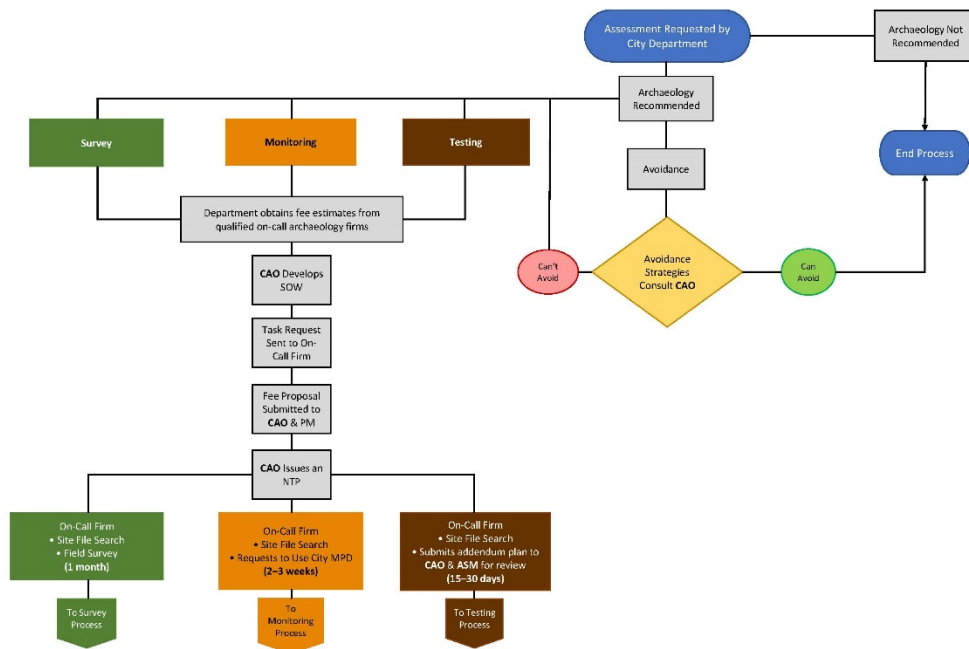 Assessment Requested by
City Department
Archaeology Not
Recommended
Archaeology
Recommended
Survey
Monitoring
Testing
Avoidance
End Process
Department obtains fee estimates from
qualified on-call archaeology firms
Can't
Avoid
Avoidance
Strategies
Consult CAO
Can
Avoid
CAO Develops
SOW
Task Request
Sent to On-
Call Firm
Fee Proposal
Submitted to
CAO & PM
CAO Issues an
NTP
On-Call Firm
• Site File Search
• Field Survey
(1 month)
On-Call Firm
• Site File Search
• Requests to Use City MPD
(2–3 weeks)
On-Call Firm
• Site File Search
• Submits addendum plan to
CAO & ASM for review
(15–30 days)
To Survey
Process
To
Monitoring
Process
To Testing
Process